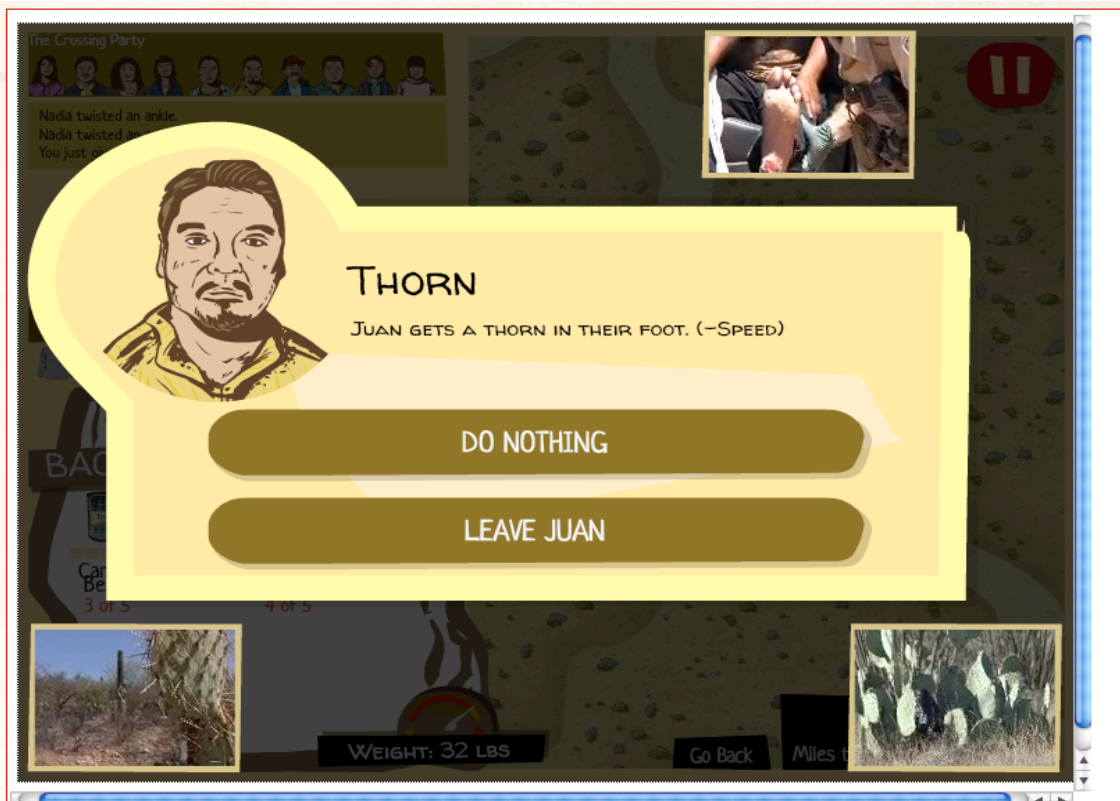 The Crossing Party
Nadia twisted an ankle.
Nadia twisted an
You just
THORN
JUAN GETS A THORN IN THEIR FOOT. (-SPEED)
DO NOTHING
LEAVE JUAN
3 of 5
4 of 5
WEIGHT: 32 LBS
Go Back
Miles